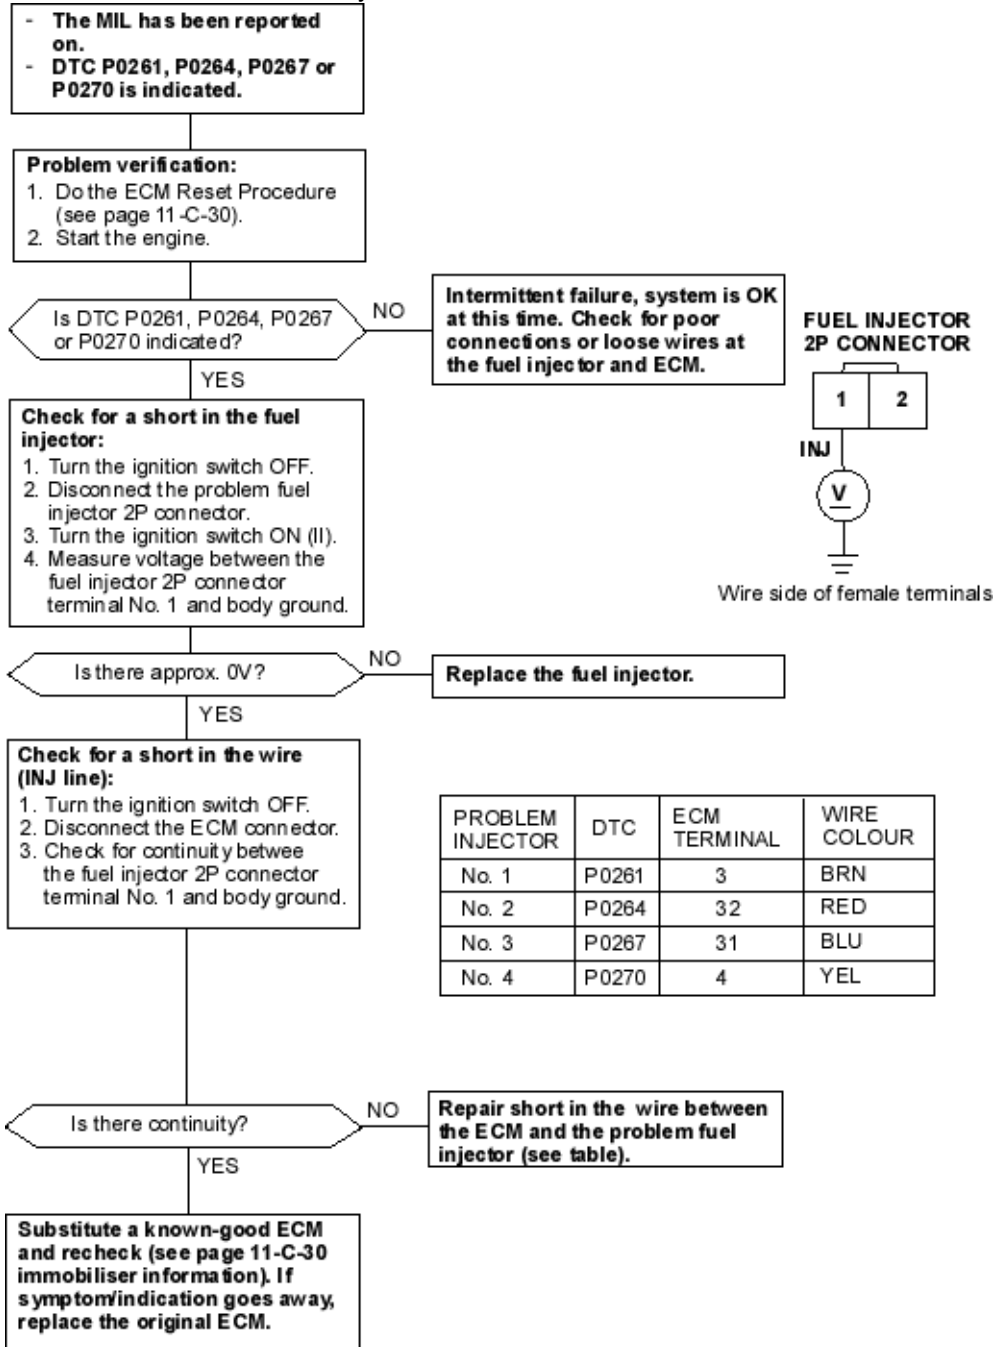 - The MIL has been reported
on.
- DTC P0261, P0264, P0267 or
P0270 is indicated.
Problem verification:
1. Do the ECM Reset Procedure
(see page 11-C-30).
2. Start the engine.
Is DTC P0261, P0264, P0267
or P0270 indicated?
NO
Intermittent failure, system is OK
at this time. Check for poor
connections or loose wires at
the fuel injector and ECM.
YES
FUEL INJECTOR
2P CONNECTOR
1 2
INJ
V
Wire side of female terminals
Check for a short in the fuel
injector:
1. Turn the ignition switch OFF.
2. Disconnect the problem fuel
injector 2P connector.
3. Turn the ignition switch ON (II).
4. Measure voltage between the
fuel injector 2P connector
terminal No. 1 and body ground.
Is there approx. 0V?
NO
Replace the fuel injector.
YES
Check for a short in the wire
(INJ line):
1. Turn the ignition switch OFF.
2. Disconnect the ECM connector.
3. Check for continuity betwee
the fuel injector 2P connector
terminal No. 1 and body ground.
PROBLEM INJECTOR DTC ECM TERMINAL WIRE COLOUR
No. 1 P0261 3 BRN
No. 2 P0264 32 RED
No. 3 P0267 31 BLU
No. 4 P0270 4 YEL
Is there continuity?
NO
Repair short in the wire between
the ECM and the problem fuel
injector (see table).
YES
Substitute a known-good ECM
and recheck (see page 11-C-30
immobiliser information). If
symptom/indication goes away,
replace the original ECM.